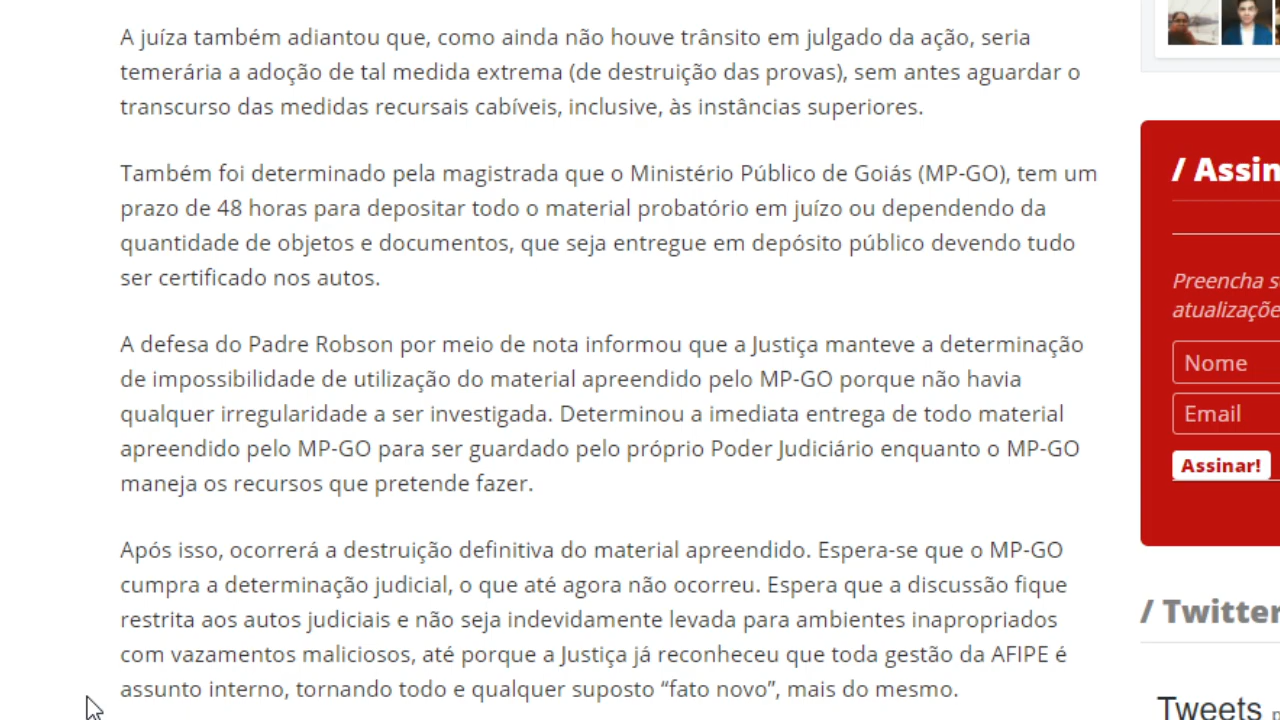 A juíza também adiantou que, como ainda não houve trânsito em julgado da ação, seria
temerária a adoção de tal medida extrema (de destruição das provas), sem antes aguardar o
transcurso das medidas recursais cabíveis, inclusive, às instâncias superiores.
Também foi determinado pela magistrada que o Ministério Público de Goiás (MP-GO), tem um
prazo de 48 horas para depositar todo o material probatório em juízo ou dependendo da
quantidade de objetos e documentos, que seja entregue em depósito público devendo tudo
ser certificado nos autos.
A defesa do Padre Robson por meio de nota informou que a Justiça manteve a determinação
de impossibilidade de utilização do material apreendido pelo MP-GO porque não havia
qualquer irregularidade a ser investigada. Determinou a imediata entrega de todo material
apreendido pelo MP-GO para ser guardado pelo próprio Poder Judiciário enquanto o MP-GO
maneja os recursos que pretende fazer.
Após isso, ocorrerá a destruição definitiva do material apreendido. Espera-se que o MP-GO
cumpra a determinação judicial, o que até agora não ocorreu. Espera que a discussão fique
restrita aos autos judiciais e não seja indevidamente levada para ambientes inapropriados
com vazamentos maliciosos, até porque a Justiça já reconheceu que toda gestão da AFIPE é
assunto interno, tornando todo e qualquer suposto “fato novo”, mais do mesmo.
/ Assin
Preencha s
atualizaçõe
Nome
Email
Assinar!
/ Twitter
Tweets